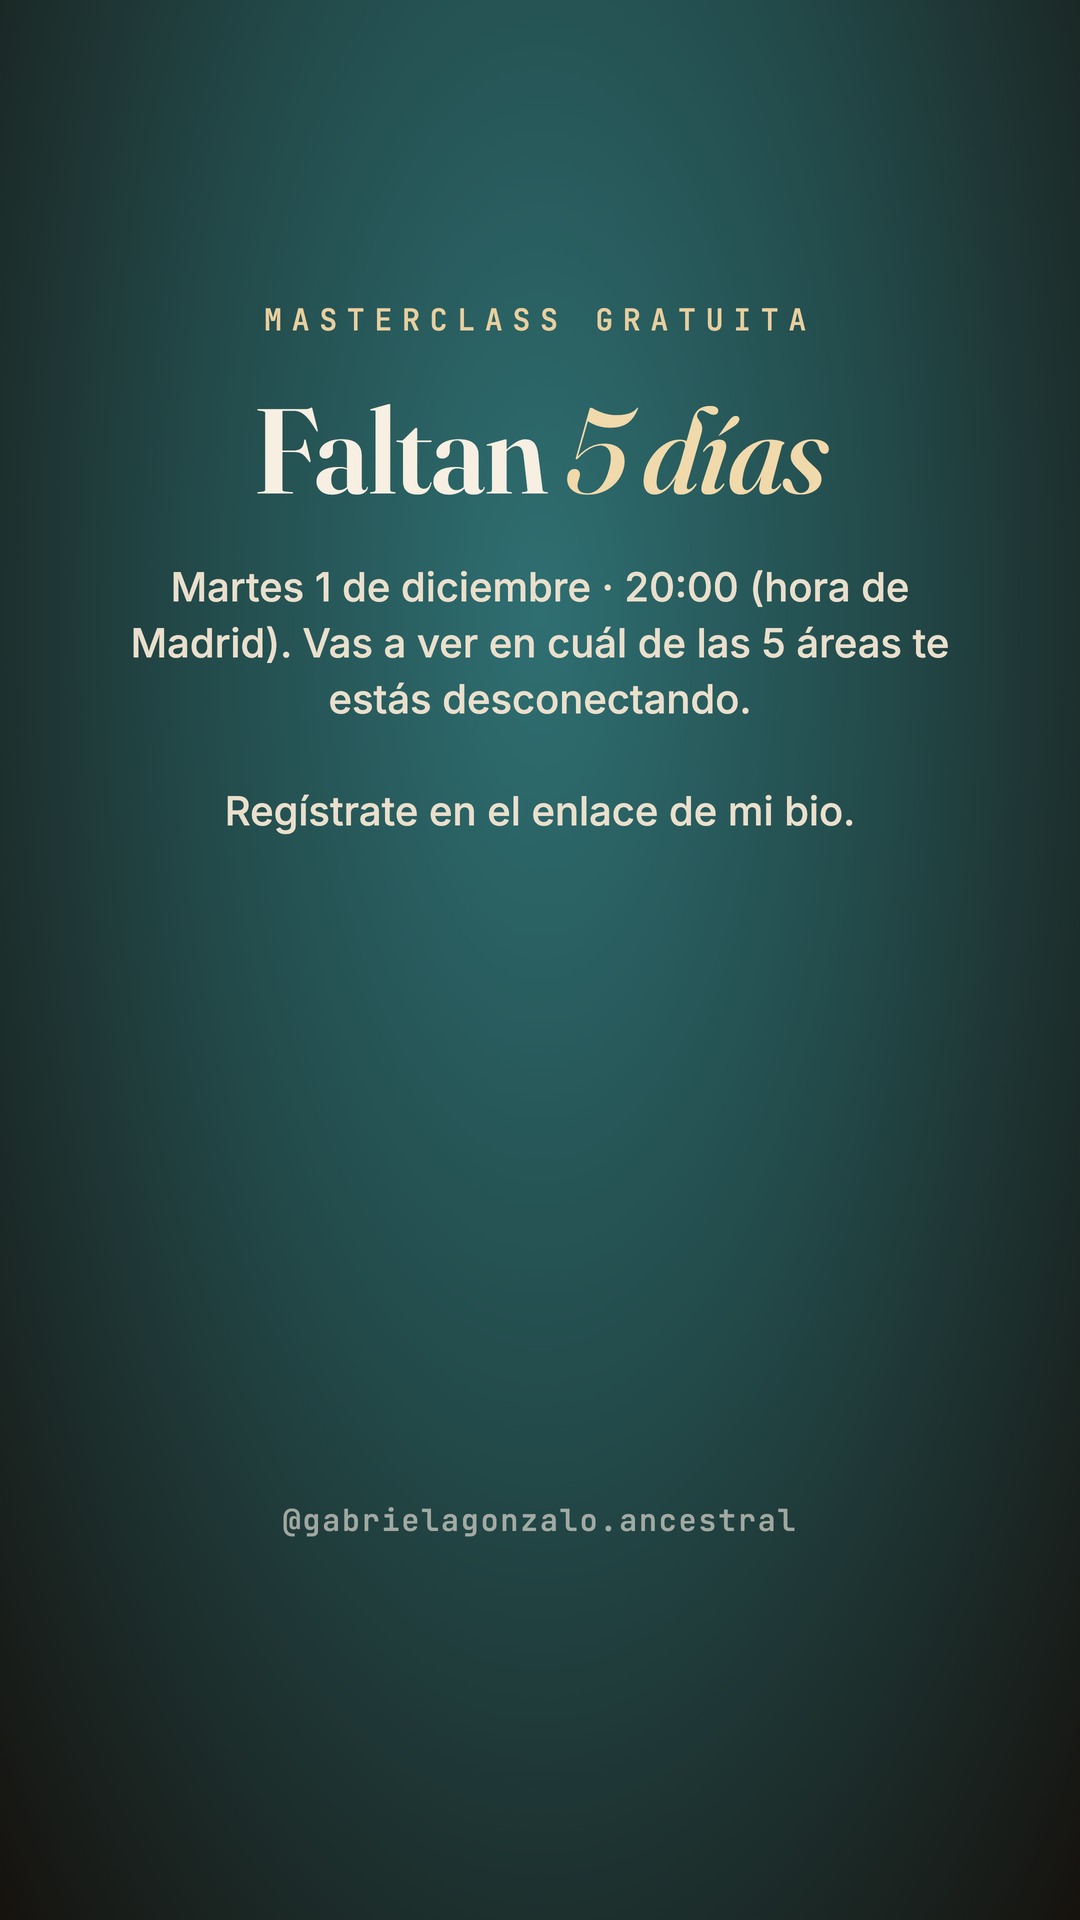 MASTERCLASS GRATUITA
Faltan 5 días
Martes 1 de diciembre · 20:00 (hora de
Madrid). Vas a ver en cuál de las 5 áreas te
estás desconectando.
Regístrate en el enlace de mi bio.
@gabrielagonzalo.ancestral